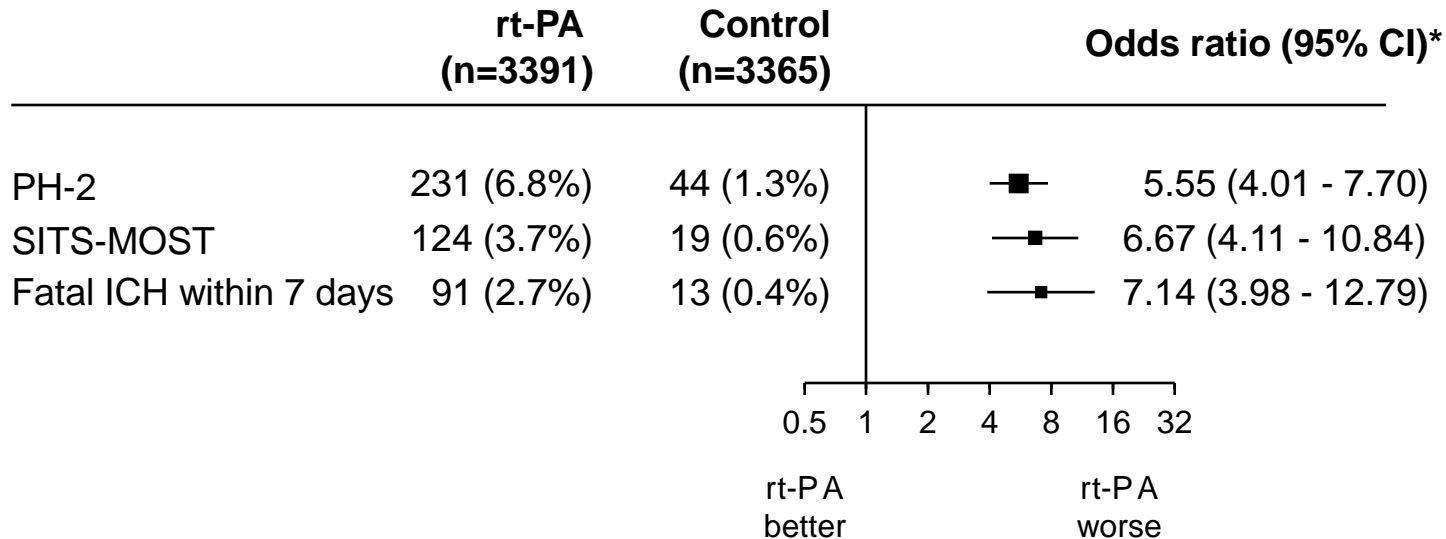 rt-PA Control Odds ratio (95% CI)*
(n=3391) (n=3365)
PH-2 231 (6.8%) 44 (1.3%) 5.55 (4.01 - 7.70)
SITS-MOST 124 (3.7%) 19 (0.6%) 6.67 (4.11 - 10.84)
Fatal ICH within 7 days 91 (2.7%) 13 (0.4%) 7.14 (3.98 - 12.79)
0.5 1 2 4 8 16 32
rt-PA rt-PA
better worse